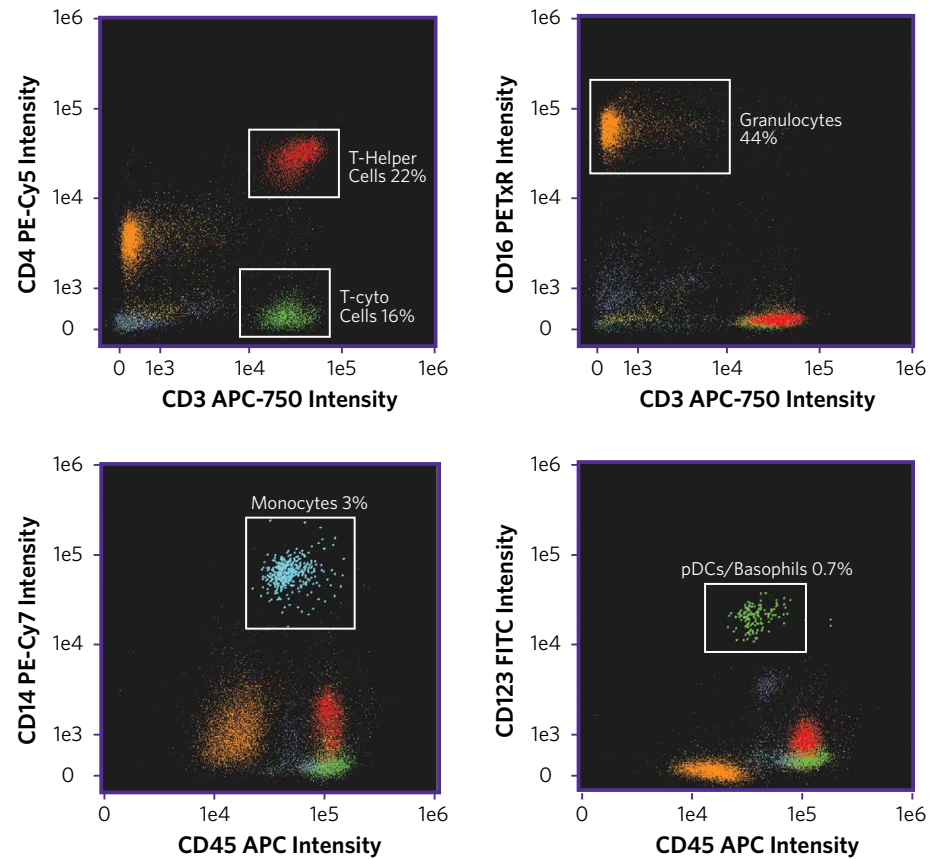 1e6
1e5
1e4
1e3
0
CD4 PE-Cy5 Intensity
T-Helper
Cells 22%
T-cyto
Cells 16%
0 1e3 1e4 1e5 1e6
CD3 APC-750 Intensity
1e6
1e5
1e4
1e3
0
CD16 PETxR Intensity
Granulocytes
44%
0 1e3 1e4 1e5 1e6
CD3 APC-750 Intensity
1e6
1e5
1e4
1e3
0
CD14 PE-Cy7 Intensity
Monocytes 3%
0 1e4 1e5 1e6
CD45 APC Intensity
1e6
1e5
1e4
1e3
0
CD123 FITC Intensity
pDCs/Basophils 0.7%
0 1e4 1e5 1e6
CD45 APC Intensity